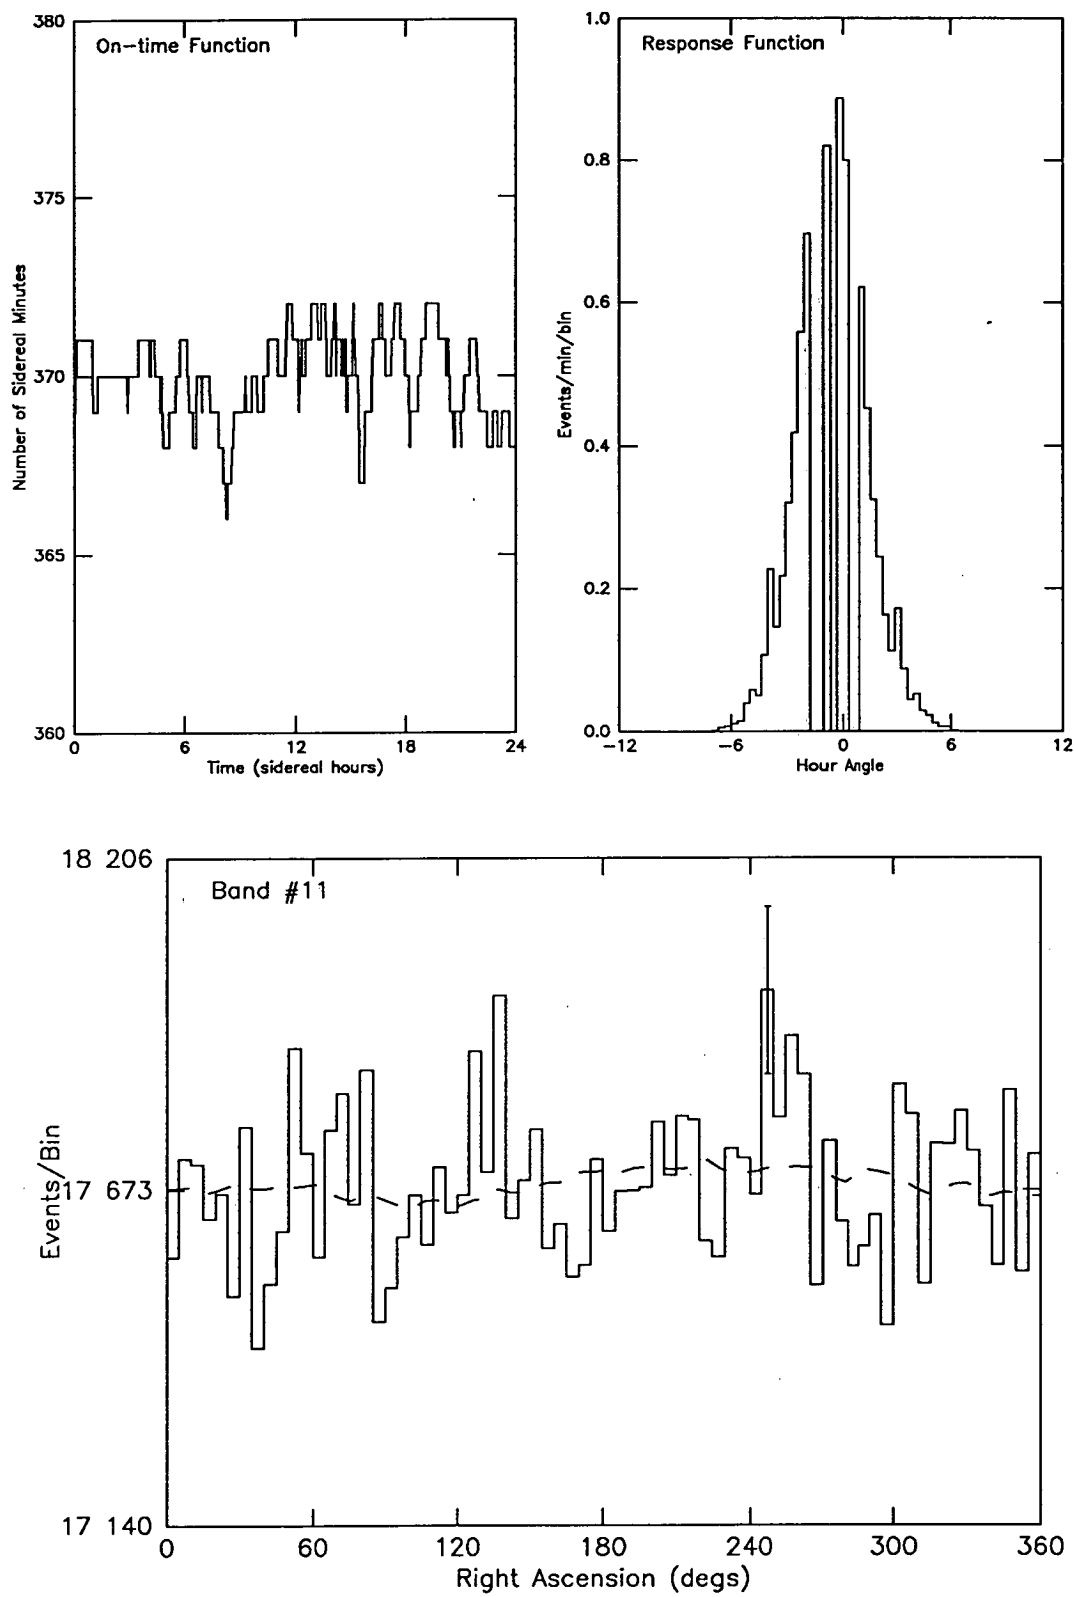 380
375
370
365
360
On-time Function
Number of Sidereal Minutes
0 6 12 18 24
Time (sidereal hours)
1.0
0.8
0.6
0.4
0.2
0.0
Response Function
Events/min/bin
-12 -6 0 6 12
Hour Angle
18 206
17 673
17 140
Band #11
Events/Bin
0 60 120 180 240 300 360
Right Ascension (degs)